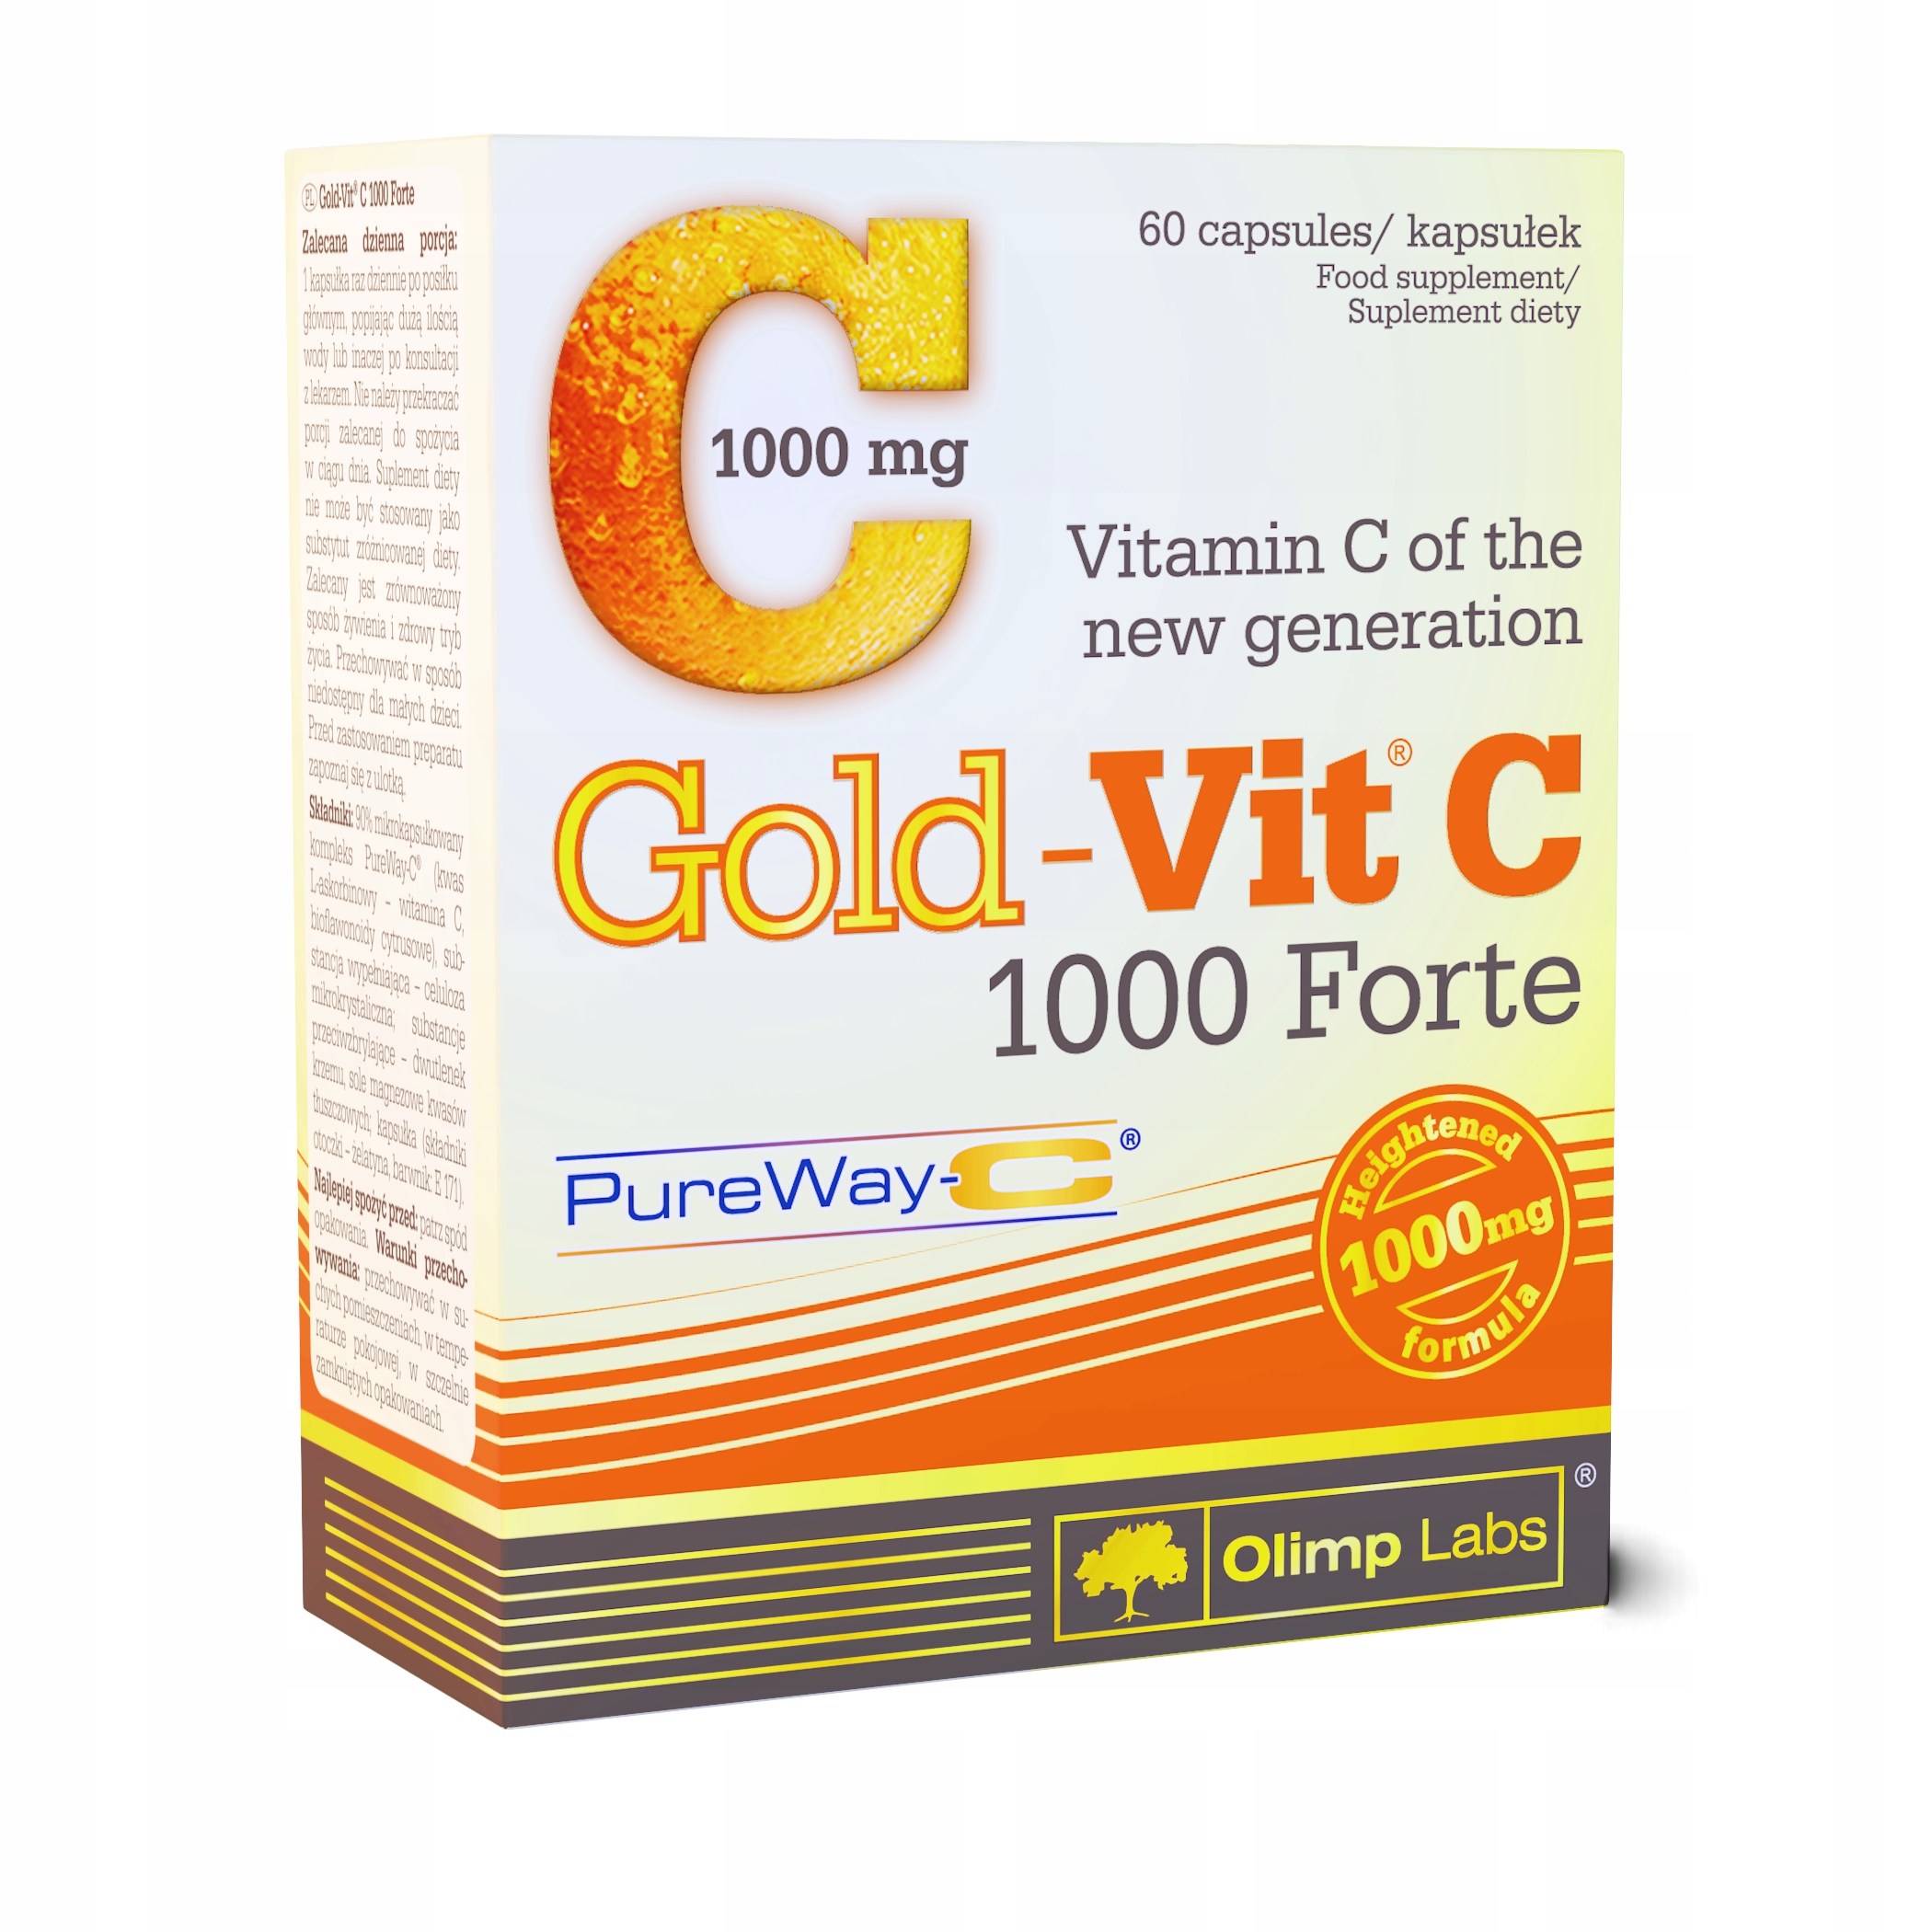 PL Gold-Vit® C 1000 Forte
Zalecana dzienna porcja:
1 kapsułka raz dziennie po posiłku
głównym, popijając dużą ilością
wody lub inaczej po konsultacji
z lekarzem. Nie należy przekraczać
porcji zalecanej do spożycia
w ciągu dnia. Suplement diety
nie może być stosowany jako
substytut zróżnicowanej diety.
Zalecany jest zrównoważony
sposób żywienia i zdrowy tryb
życia. Przechowywać w sposób
niedostępny dla małych dzieci.
Przed zastosowaniem preparatu
zapoznaj się z ulotką.
Składniki: 90% mikrokapsułkowany
kompleks PureWay-C® (kwas
L-askorbinowy – witamina C,
bioflawonoidy cytrusowe), sub-
stancja wypełniająca – celuloza
mikrokrystaliczna; substancje
przeciwzbrylające – dwutlenek
krzemu, sole magnezowe kwasów
tłuszczowych; kapsułka (składniki
otoczki – żelatyna, barwnik: E 171).
Najlepiej spożyć przed: patrz spód
opakowania. Warunki przecho-
wywania: przechowywać w su-
chych pomieszczeniach, w tempe-
raturze pokojowej, w szczelnie
zamkniętych opakowaniach.
C
1000 mg
60 capsules/ kapsułek
Food supplement/
Suplement diety
Vitamin C of the
new generation
Gold-Vit® C
1000 Forte
PureWay-C®
Heightened
1000mg
formula
Olimp Labs®